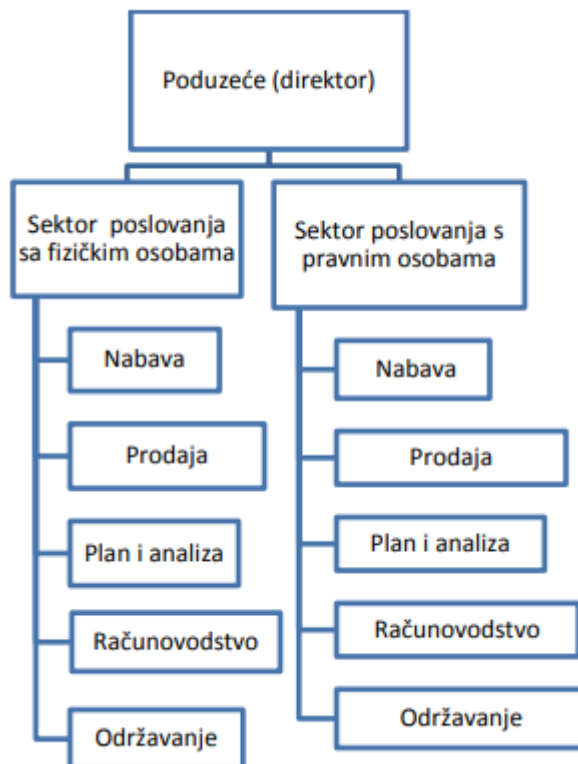 Poduzeće (direktor)
Sektor poslovanja
sa fizičkim osobama
Nabava
Prodaja
Plan i analiza
Računovodstvo
Održavanje
Sektor poslovanja s
pravnim osobama
Nabava
Prodaja
Plan i analiza
Računovodstvo
Održavanje